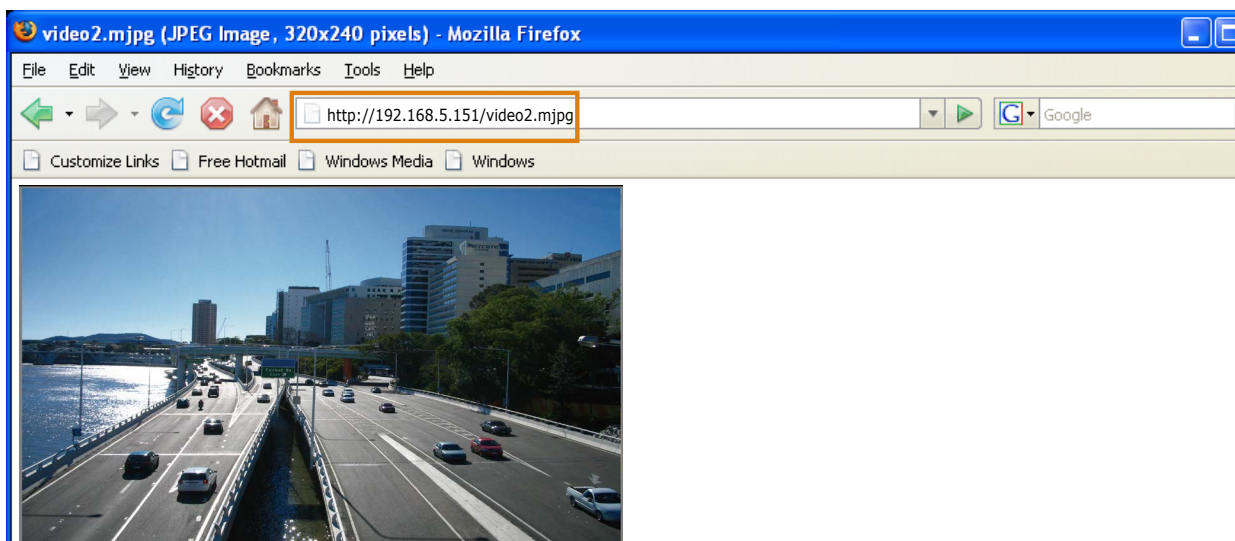 video2.mjpg (JPEG Image, 320x240 pixels) - Mozilla Firefox
File Edit View History Bookmarks Tools Help
http://192.168.5.151/video2.mjpg G Google
Customize Links Free Hotmail Windows Media Windows